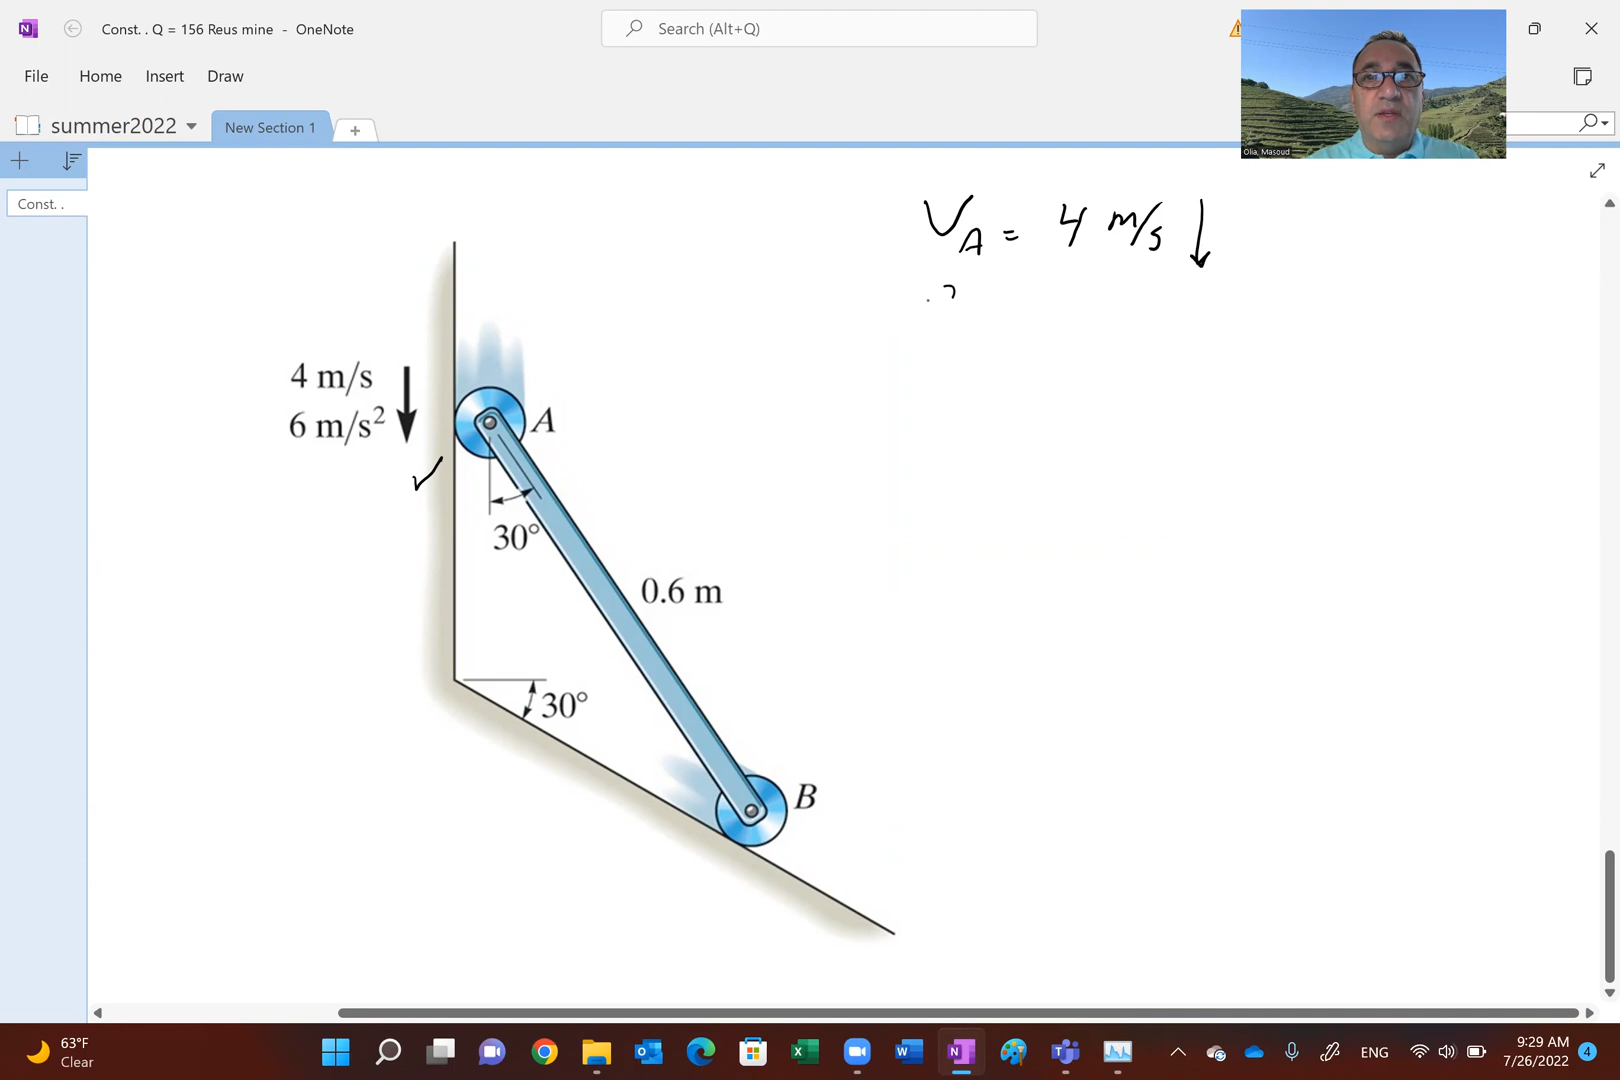 Const. . Q = 156 Reus mine - OneNote
Search (Alt+Q)
File Home Insert Draw
summer2022
New Section 1
Const. .
Olia, Masoud
V_A = 4 m/s ↓
4 m/s
6 m/s²
A
30°
0.6 m
30°
B
63°F
Clear
ENG
9:29 AM
7/26/2022
4